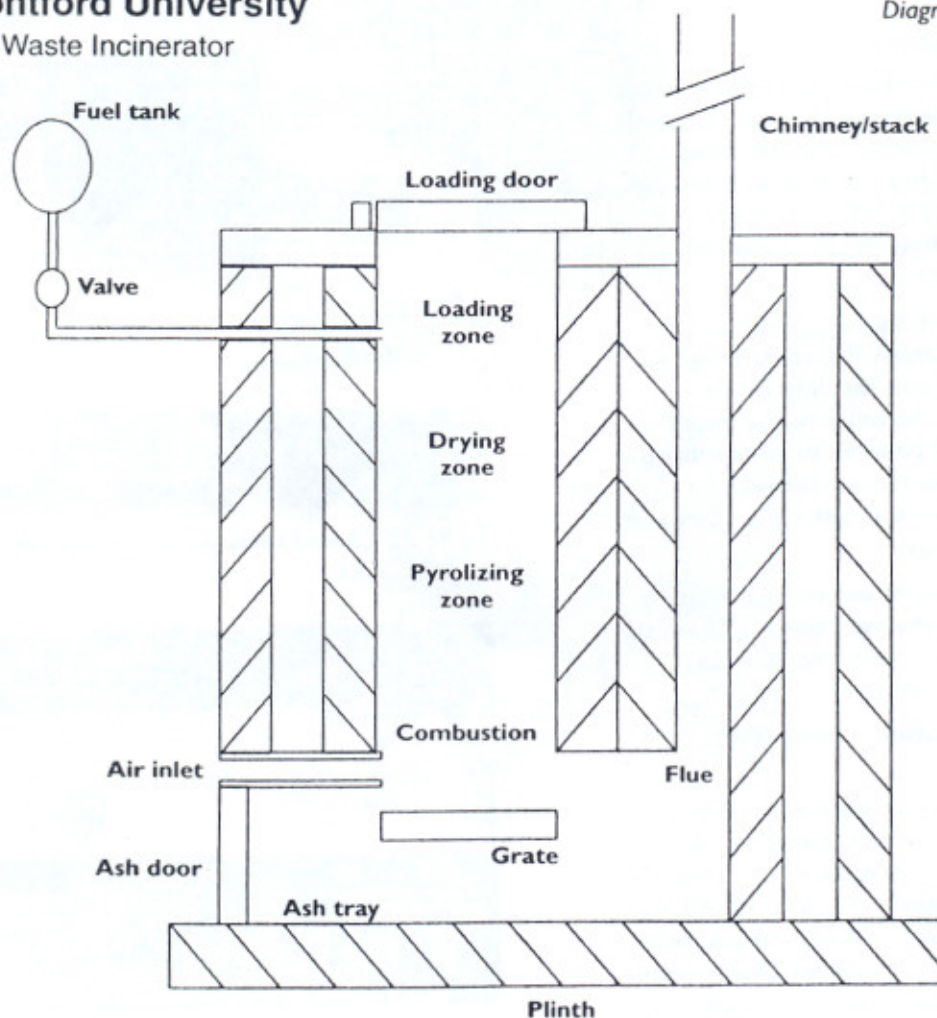 University
Waste Incinerator
Fuel tank
Chimney/stack
Loading door
Valve
Loading
zone
Drying
zone
Pyrolizing
zone
Combustion
Air inlet
Flue
Grate
Ash door
Ash tray
Plinth